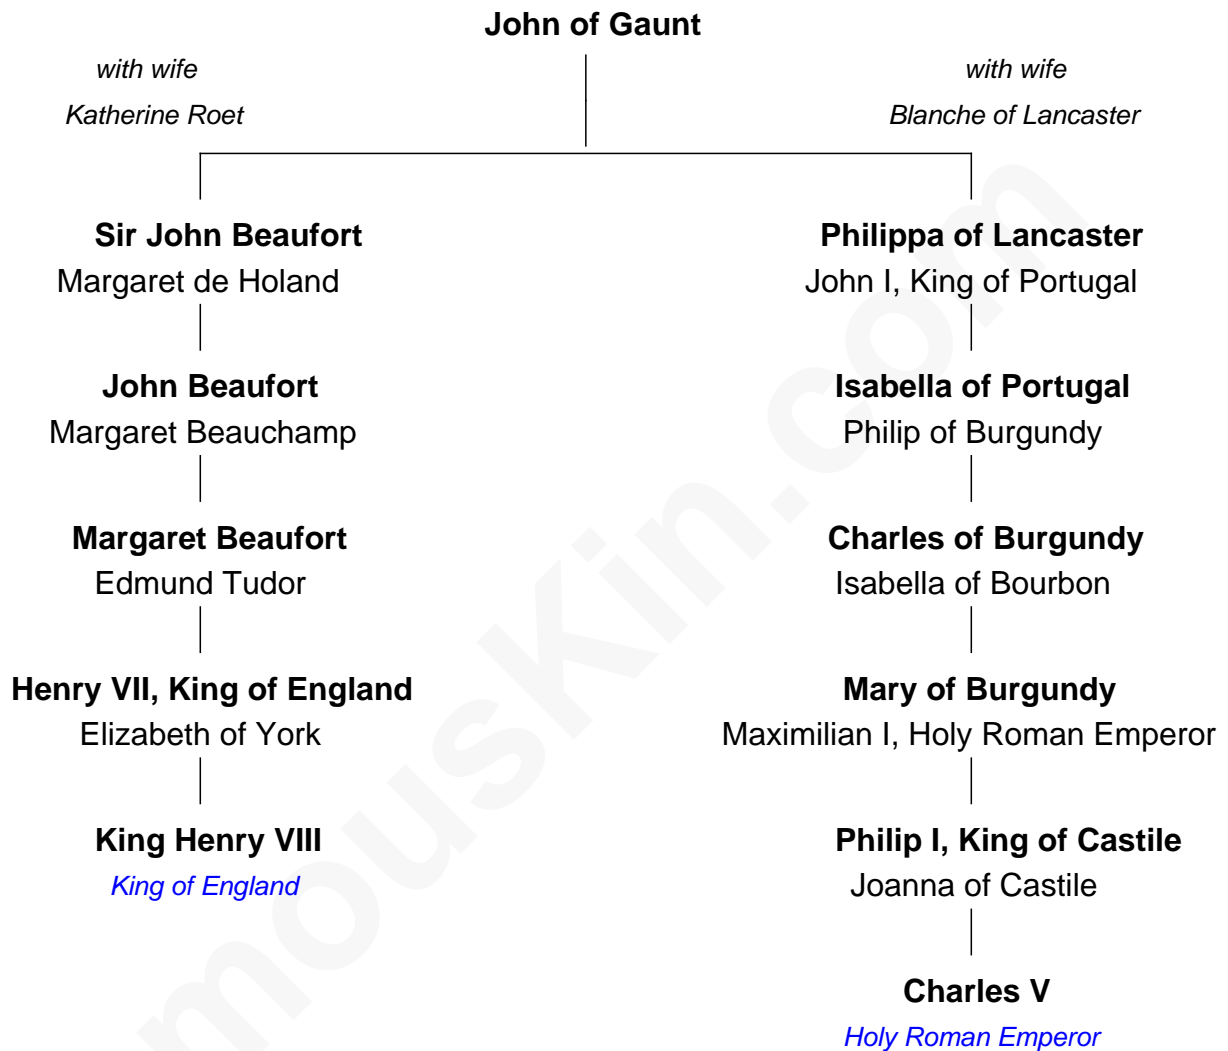 John of Gaunt
with wife
Katherine Roet
with wife
Blanche of Lancaster
Sir John Beaufort
Margaret de Holand
John Beaufort
Margaret Beauchamp
Margaret Beaufort
Edmund Tudor
Henry VII, King of England
Elizabeth of York
King Henry VIII
King of England
Philippa of Lancaster
John I, King of Portugal
Isabella of Portugal
Philip of Burgundy
Charles of Burgundy
Isabella of Bourbon
Mary of Burgundy
Maximilian I, Holy Roman Emperor
Philip I, King of Castile
Joanna of Castile
Charles V
Holy Roman Emperor
mousKin.com